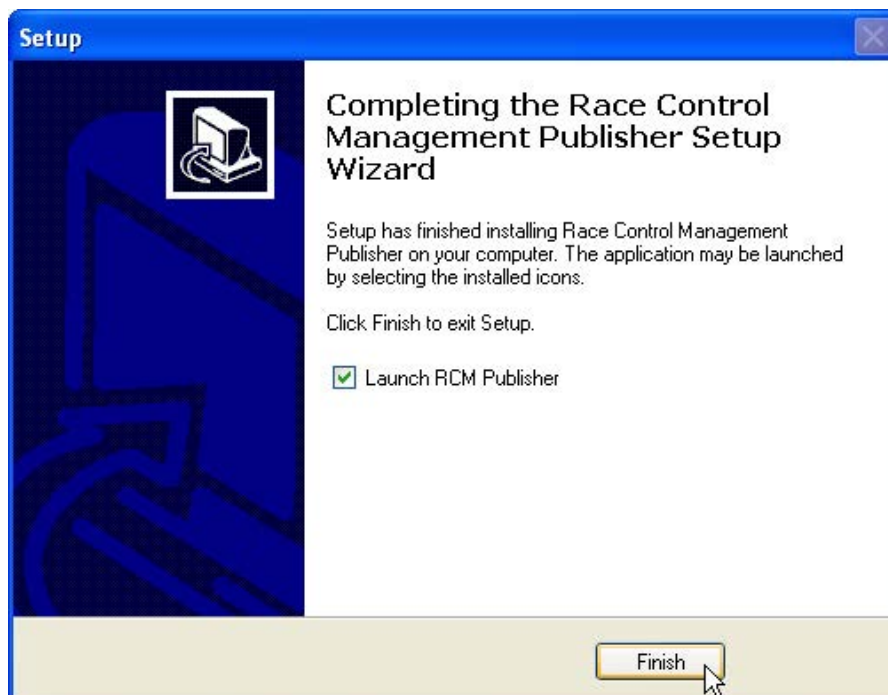 Setup
Completing the Race Control
Management Publisher Setup
Wizard
Setup has finished installing Race Control Management
Publisher on your computer. The application may be launched
by selecting the installed icons.
Click Finish to exit Setup.
Launch RCM Publisher
Finish